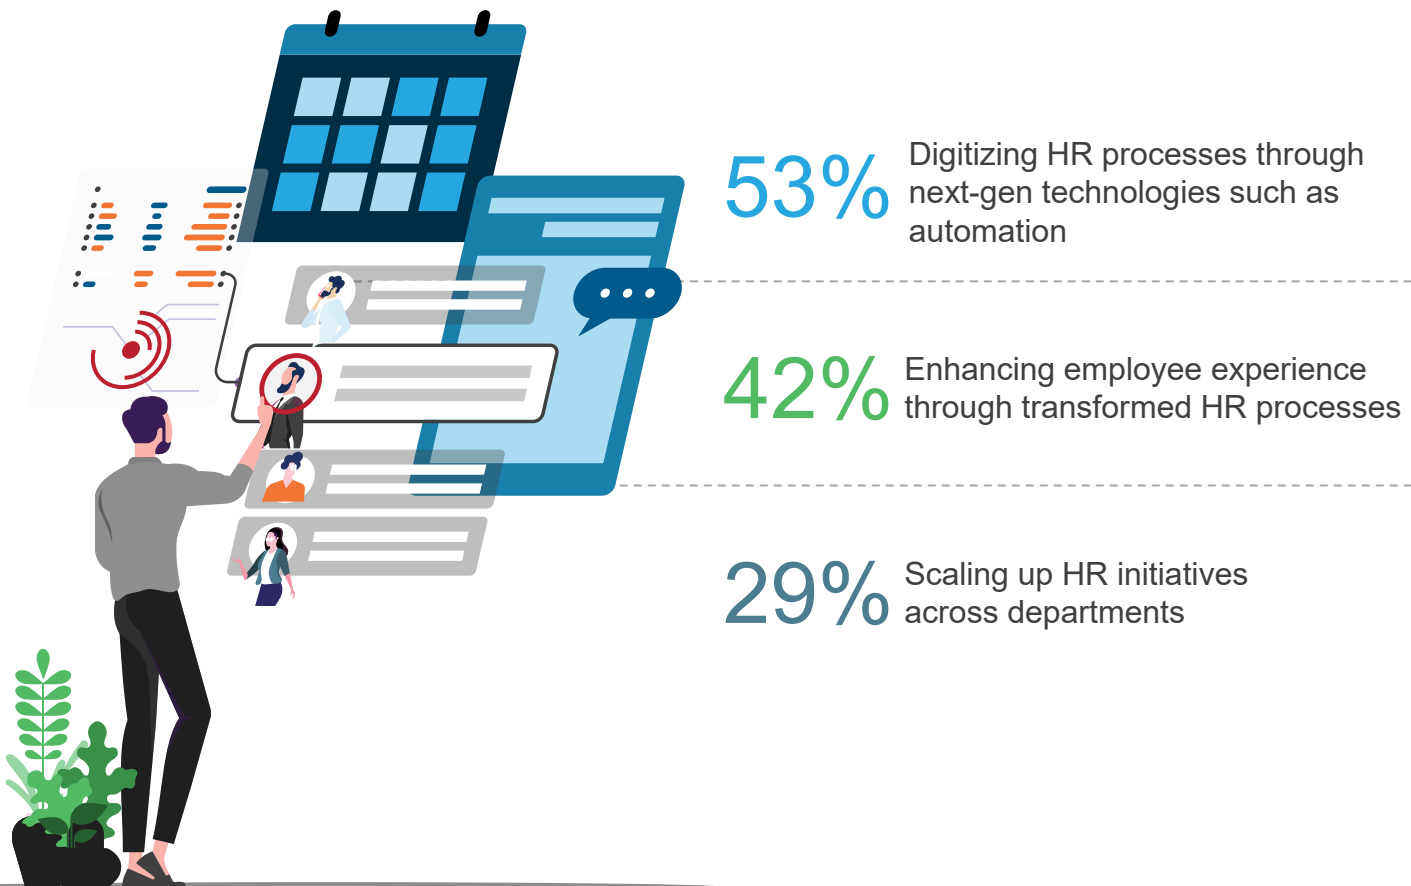 53%
Digitizing HR processes through
next-gen technologies such as
automation
42%
Enhancing employee experience
through transformed HR processes
29%
Scaling up HR initiatives
across departments